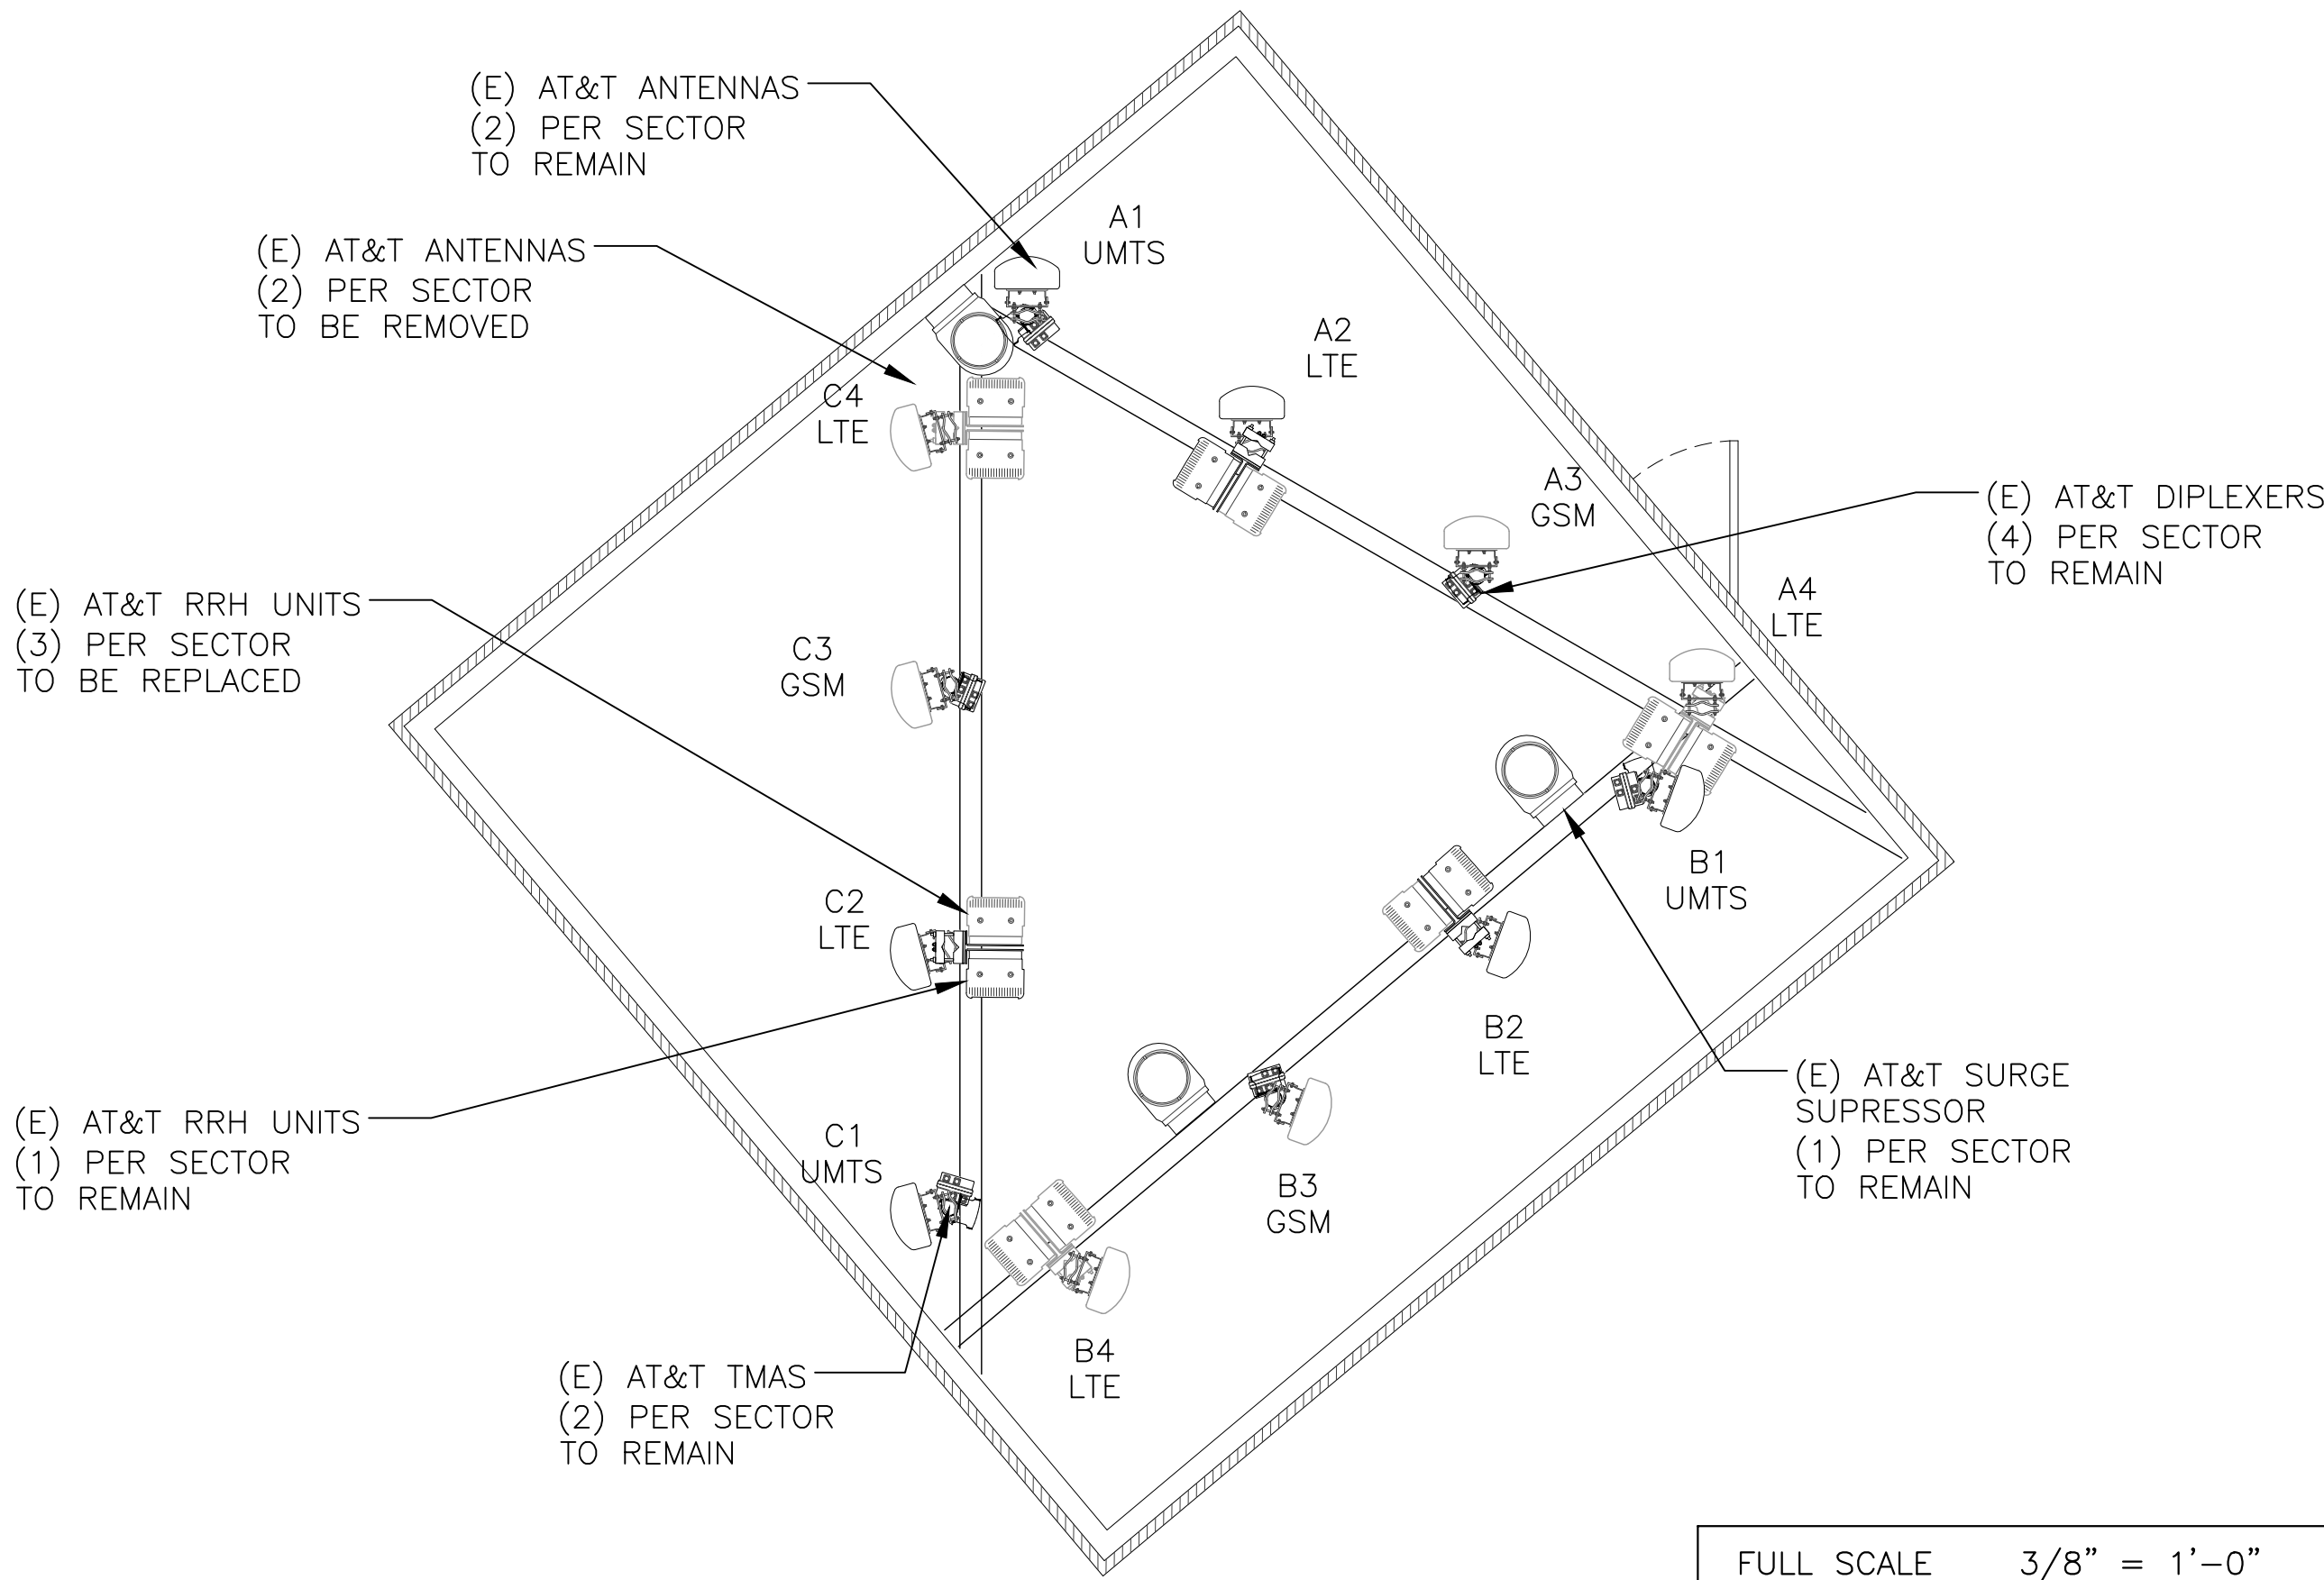 (E) AT&T ANTENNAS
(2) PER SECTOR
TO REMAIN
(E) AT&T ANTENNAS
(2) PER SECTOR
TO BE REMOVED
A1
UMTS
A2
LTE
C4
LTE
A3
GSM
(E) AT&T DIPLEXERS
(4) PER SECTOR
TO REMAIN
A4
LTE
(E) AT&T RRH UNITS
(3) PER SECTOR
TO BE REPLACED
C3
GSM
B1
UMTS
C2
LTE
B2
LTE
(E) AT&T SURGE
SUPRESSOR
(1) PER SECTOR
TO REMAIN
(E) AT&T RRH UNITS
(1) PER SECTOR
TO REMAIN
C1
UMTS
B3
GSM
B4
LTE
(E) AT&T TMAS
(2) PER SECTOR
TO REMAIN
FULL SCALE 3/8" = 1'-0"